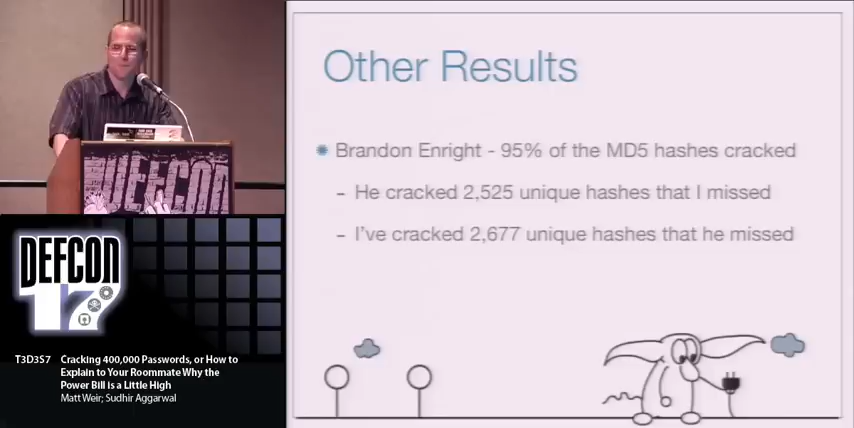 Other Results
Brandon Enright - 95% of the MD5 hashes cracked
- He cracked 2,525 unique hashes that I missed
- I've cracked 2,677 unique hashes that he missed
DEFCON
DEFCON
17
T3D3S7 Cracking 400,000 Passwords, or How to
Explain to Your Roommate Why the
Power Bill is a Little High
Matt Weir; Sudhir Aggarwal